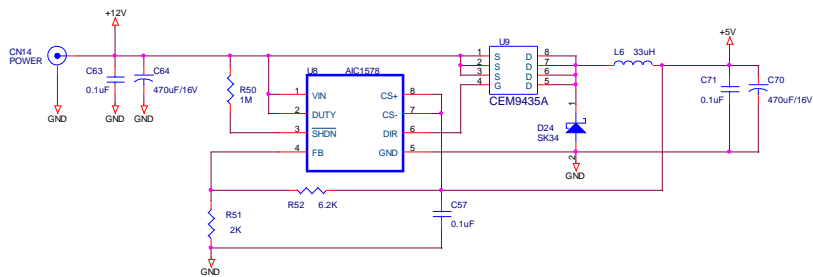 +12V
+5V
CN14
POWER
C63
0.1uF
C64
470uF/16V
GND
GND
GND
R50
1M
U8
AIC1578
1
VIN
2
DUTY
3
SHDN
4
FB
CS+
8
CS-
7
DIR
6
GND
5
U9
1
S
D
8
2
S
D
7
3
S
D
6
4
G
D
5
CEM9435A
L6
33uH
C71
0.1uF
C70
470uF/16V
1
D24
SK34
2
GND
R52
6.2K
R51
2K
C57
0.1uF
GND